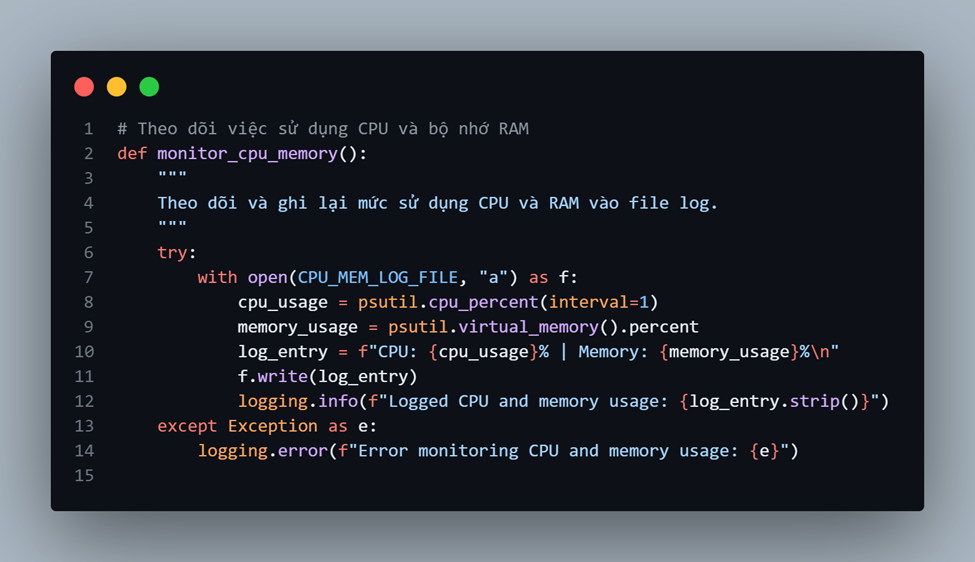 1 # Theo dõi việc sử dụng CPU và bộ nhớ RAM
2 def monitor_cpu_memory():
3     """
4     Theo dõi và ghi lại mức sử dụng CPU và RAM vào file log.
5     """
6     try:
7         with open(CPU_MEM_LOG_FILE, "a") as f:
8             cpu_usage = psutil.cpu_percent(interval=1)
9             memory_usage = psutil.virtual_memory().percent
10             log_entry = f"CPU: {cpu_usage}% | Memory: {memory_usage}%\n"
11             f.write(log_entry)
12             logging.info(f"Logged CPU and memory usage: {log_entry.strip()}")
13     except Exception as e:
14         logging.error(f"Error monitoring CPU and memory usage: {e}")
15